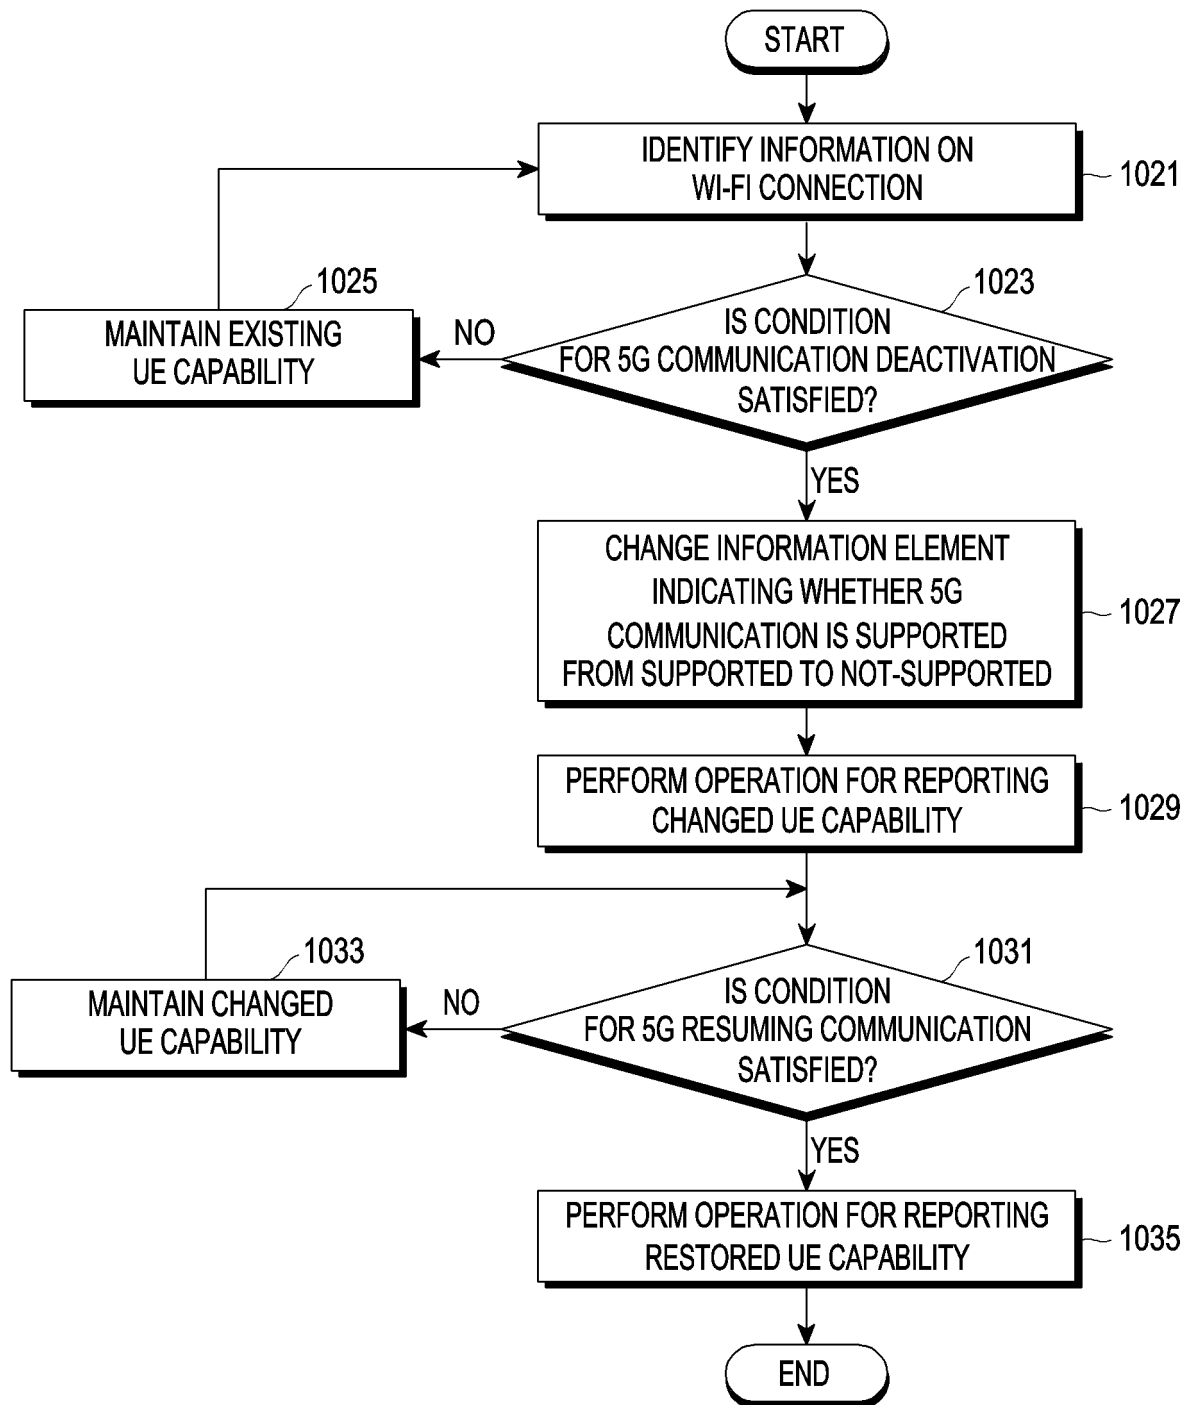 START
IDENTIFY INFORMATION ON
WI-FI CONNECTION
1021
1025
MAINTAIN EXISTING
UE CAPABILITY
NO
1023
IS CONDITION
FOR 5G COMMUNICATION DEACTIVATION
SATISFIED?
YES
CHANGE INFORMATION ELEMENT
INDICATING WHETHER 5G
COMMUNICATION IS SUPPORTED
FROM SUPPORTED TO NOT-SUPPORTED
1027
PERFORM OPERATION FOR REPORTING
CHANGED UE CAPABILITY
1029
1033
MAINTAIN CHANGED
UE CAPABILITY
NO
1031
IS CONDITION
FOR 5G RESUMING COMMUNICATION
SATISFIED?
YES
PERFORM OPERATION FOR REPORTING
RESTORED UE CAPABILITY
1035
END